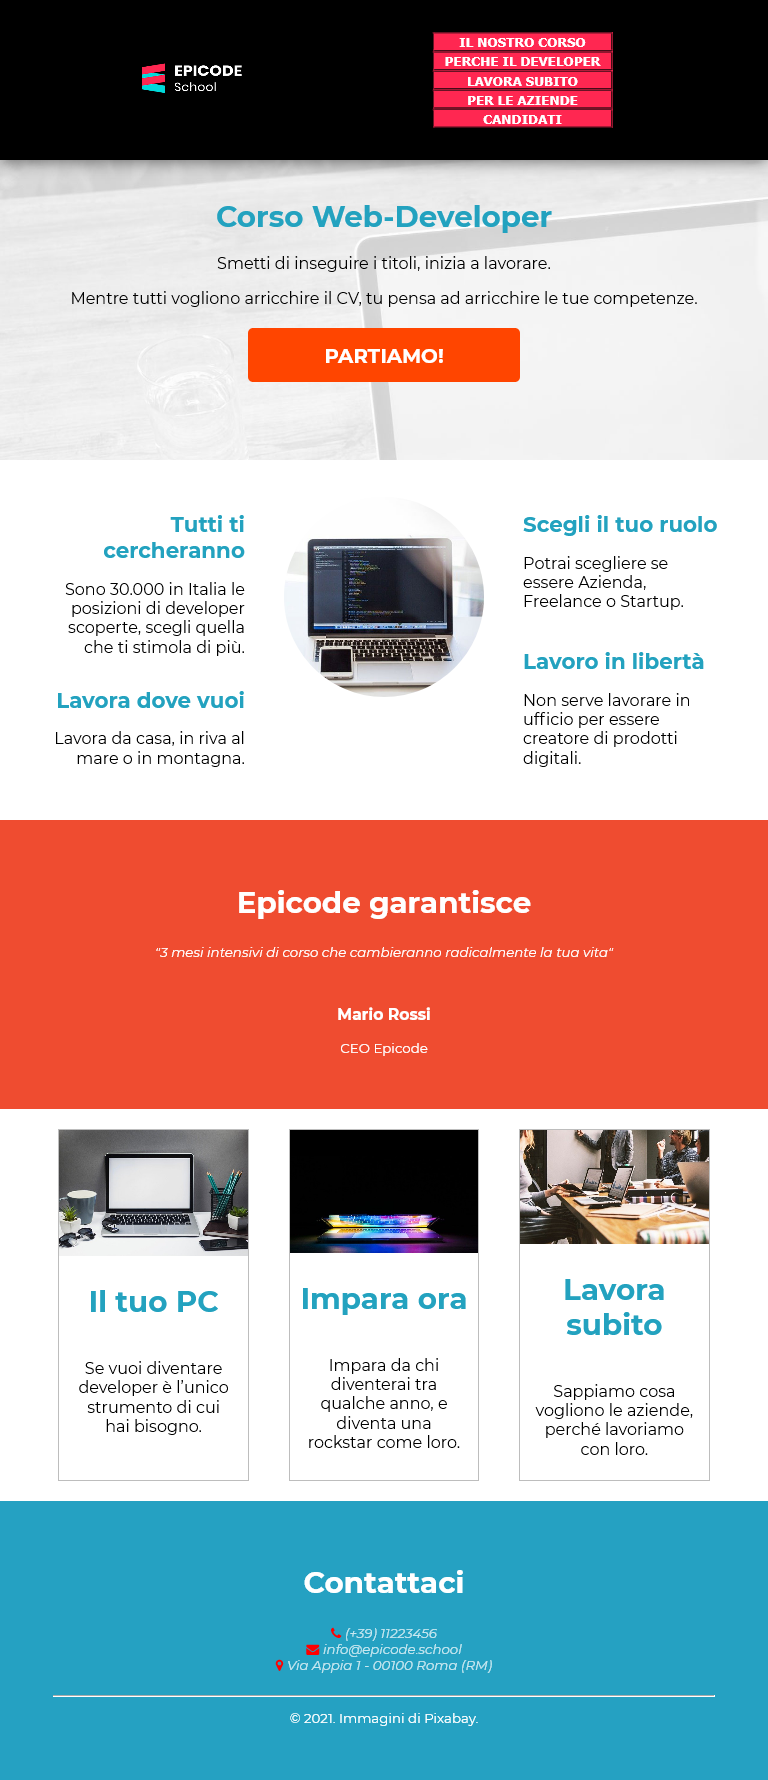 EPICODE
School
IL NOSTRO CORSO
PERCHE IL DEVELOPER
LAVORA SUBITO
PER LE AZIENDE
CANDIDATI
Corso Web-Developer
Smetti di inseguire i titoli, inizia a lavorare.
Mentre tutti vogliono arricchire il CV, tu pensa ad arricchire le tue competenze.
PARTIAMO!
Tutti ti
cercheranno
Sono 30.000 in Italia le
posizioni di developer
scoperte, scegli quella
che ti stimola di più.
Lavora dove vuoi
Lavora da casa, in riva al
mare o in montagna.
Scegli il tuo ruolo
Potrai scegliere se
essere Azienda,
Freelance o Startup.
Lavoro in libertà
Non serve lavorare in
ufficio per essere
creatore di prodotti
digitali.
Epicode garantisce
"3 mesi intensivi di corso che cambieranno radicalmente la tua vita"
Mario Rossi
CEO Epicode
Il tuo PC
Se vuoi diventare
developer è l'unico
strumento di cui
hai bisogno.
Impara ora
Impara da chi
diventerai tra
qualche anno, e
diventa una
rockstar come loro.
Lavora
subito
Sappiamo cosa
vogliono le aziende,
perché lavoriamo
con loro.
Contattaci
(+39) 11223456
info@epicode.school
Via Appia 1 - 00100 Roma (RM)
© 2021. Immagini di Pixabay.